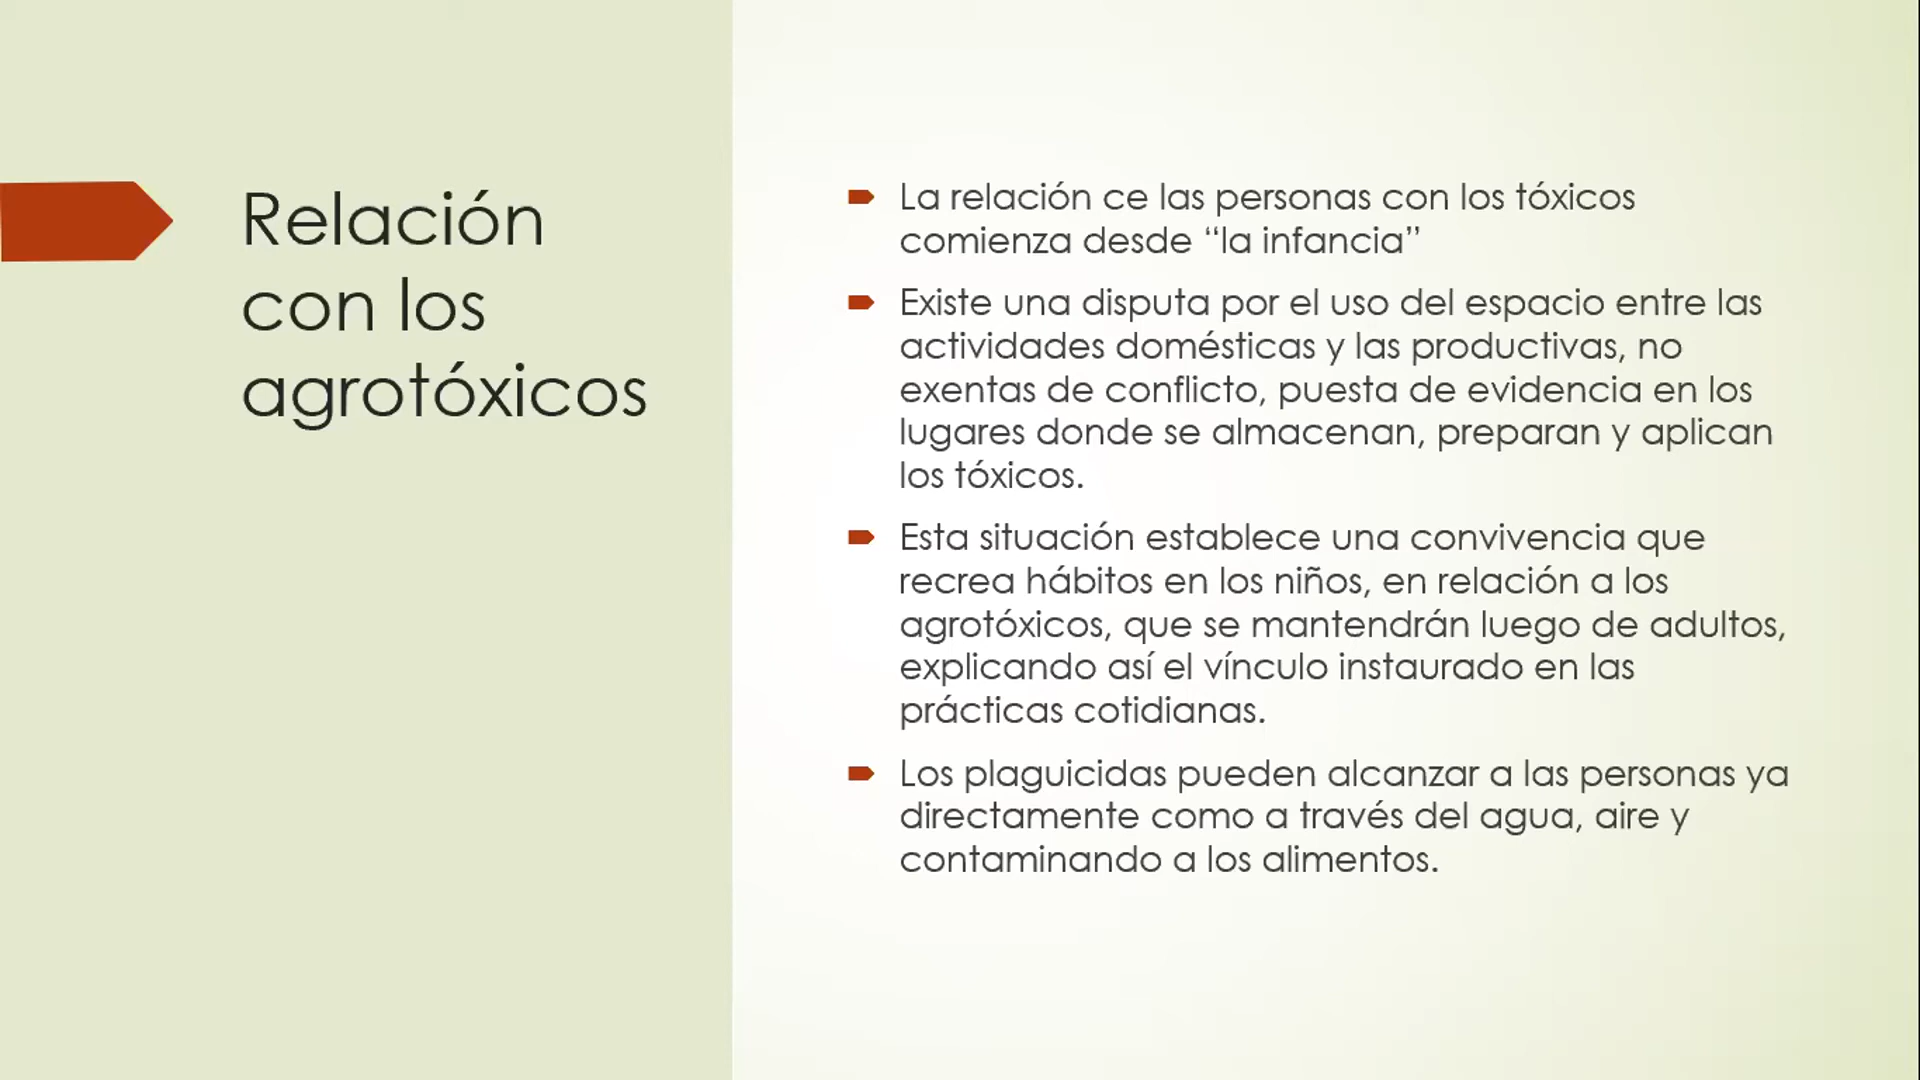 Relación
con los
agrotóxicos
La relación ce las personas con los tóxicos
comienza desde “la infancia”
Existe una disputa por el uso del espacio entre las
actividades domésticas y las productivas, no
exentas de conflicto, puesta de evidencia en los
lugares donde se almacenan, preparan y aplican
los tóxicos.
Esta situación establece una convivencia que
recrea hábitos en los niños, en relación a los
agrotóxicos, que se mantendrán luego de adultos,
explicando así el vínculo instaurado en las
prácticas cotidianas.
Los plaguicidas pueden alcanzar a las personas ya
directamente como a través del agua, aire y
contaminando a los alimentos.